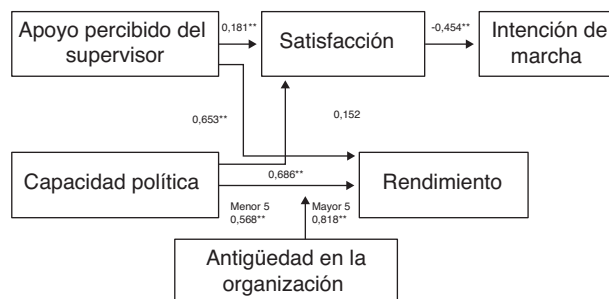 Apoyo percibido del
supervisor
0,181**
Satisfacción
-0,454**
Intención de
marcha
0,653**
0,152
Capacidad política
0,686**
Rendimiento
Menor 5
0,568**
Mayor 5
0,818**
Antigüedad en la
organización